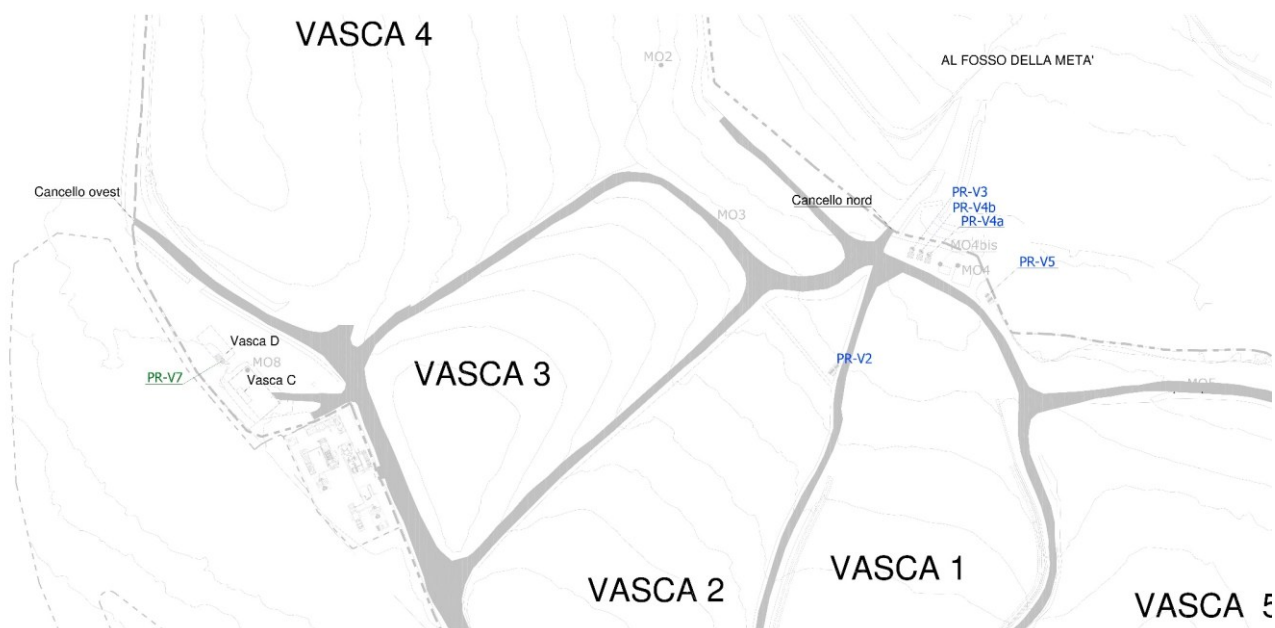 VASCA 4
MO2
AL FOSSO DELLA META'
Cancello ovest
PR-V3
Cancello nord
PR-V4b
MO3
PR-V4a
MO4bis
PR-V5
MO4
Vasca D
PR-V2
MO8
VASCA 3
PR-V7
Vasca C
MO5
VASCA 1
VASCA 2
VASCA 5